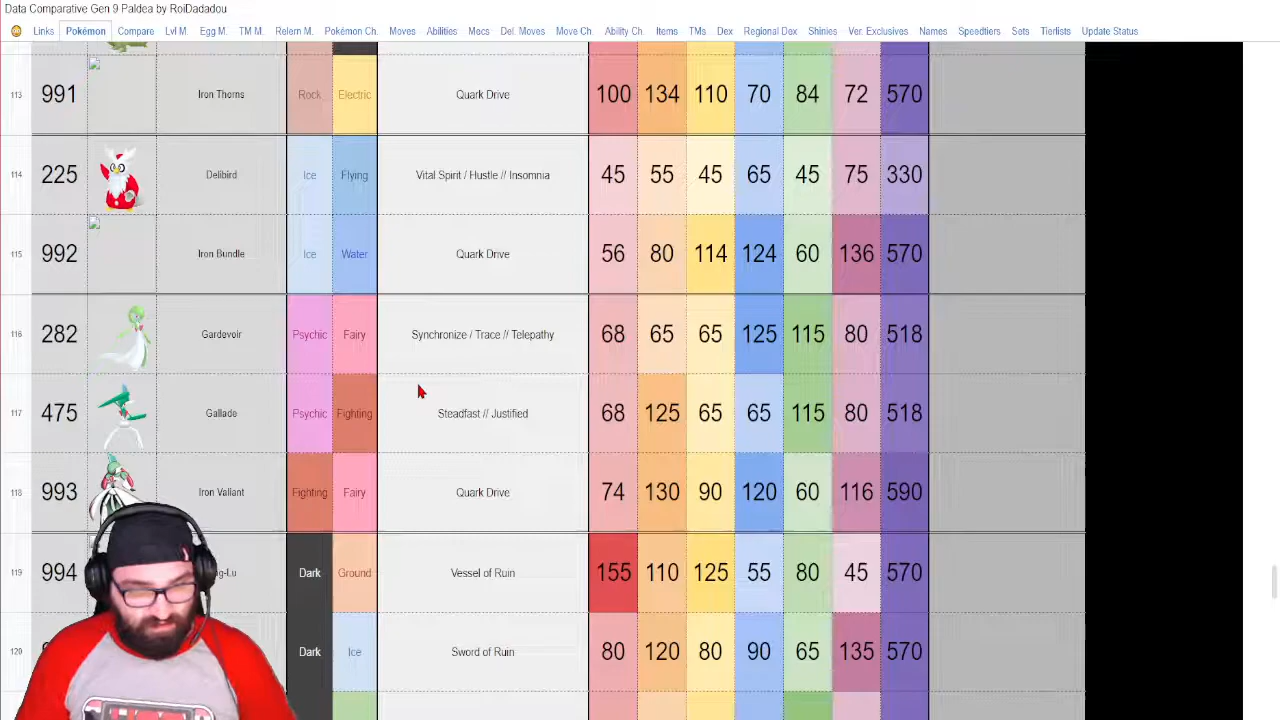 Data Comparative Gen 9 Paldea by RoiDadadou
Links Pokémon Compare Lvl M. Egg M. TM M. Relern M. Pokémon Ch. Moves Abilities Mecs Del. Moves Move Ch. Ability Ch. Items TMs Dex Regional Dex Shinies Ver. Exclusives Names Speedtiers Sets Tierlists Update Status
113 991 Iron Thorns Rock Electric Quark Drive 100 134 110 70 84 72 570
114 225 Delibird Ice Flying Vital Spirit / Hustle // Insomnia 45 55 45 65 45 75 330
115 992 Iron Bundle Ice Water Quark Drive 56 80 114 124 60 136 570
116 282 Gardevoir Psychic Fairy Synchronize / Trace // Telepathy 68 65 65 125 115 80 518
117 475 Gallade Psychic Fighting Steadfast // Justified 68 125 65 65 115 80 518
118 993 Iron Valiant Fighting Fairy Quark Drive 74 130 90 120 60 116 590
119 994 g-Lu Dark Ground Vessel of Ruin 155 110 125 55 80 45 570
120 Dark Ice Sword of Ruin 80 120 80 90 65 135 570